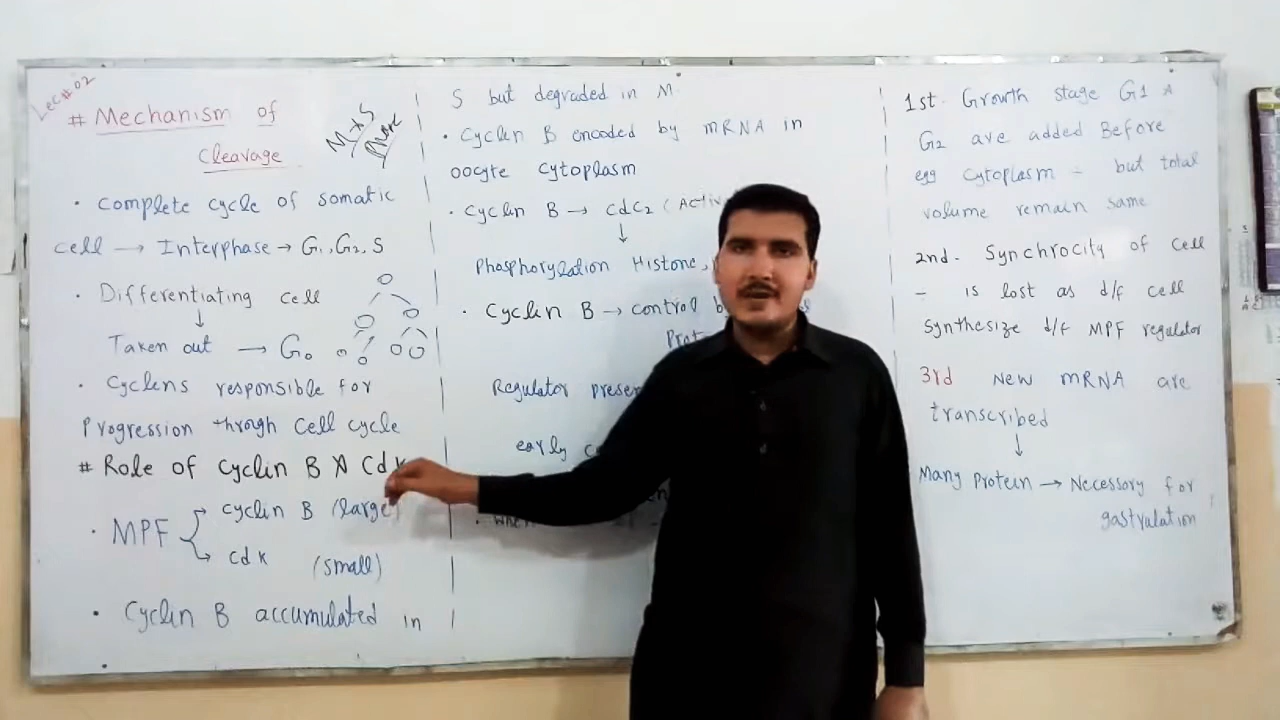 Lec#02
# Mechanism of
Cleavage
M → S
Phase
• complete cycle of somatic
cell → Interphase → G1, G2, S
• Differentiating cell
↓
Taken out → G0
• Cyclens responsible for
Progression through cell cycle
# Role of cyclin B & Cdk
• MPF → cyclin B (large)
→ cdk (small)
• Cyclin B accumulated in
S but degraded in M
• Cyclin B encoded by mRNA in
oocyte cytoplasm
• Cyclin B → cdc2 (Activ
↓
Phosphorylation Histone,
• Cyclin B → control b
Prot
Regulator presen
early c
1st. Growth stage G1 &
G2 are added Before
egg cytoplasm - but total
volume remain same
2nd - Synchrocity of cell
- is lost as d/f cell
synthesize d/f MPF regulator
3rd New mRNA are
transcribed
↓
Many Protein → Necessary for
gastrulation